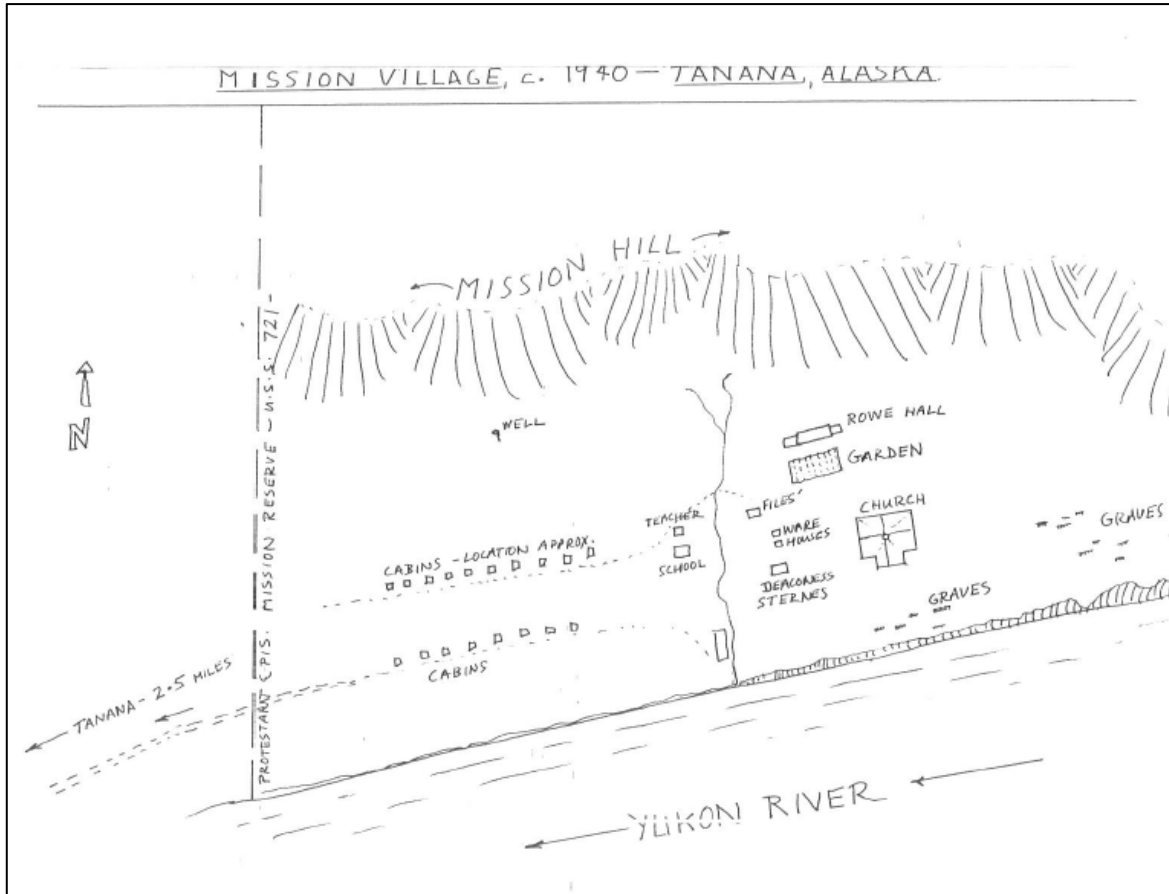 MISSION VILLAGE, c. 1940 — TANANA, ALASKA.
← MISSION HILL →
N
PROTESTANT EPIS. MISSION RESERVE – U.S.S. 721 –
WELL
ROWE HALL
GARDEN
FILES'
TEACHER
WARE
HOUSES
CHURCH
GRAVES
CABINS – LOCATION APPROX.
SCHOOL
DEACONESS
STERNES
GRAVES
CABINS
TANANA – 2.5 MILES
YUKON RIVER